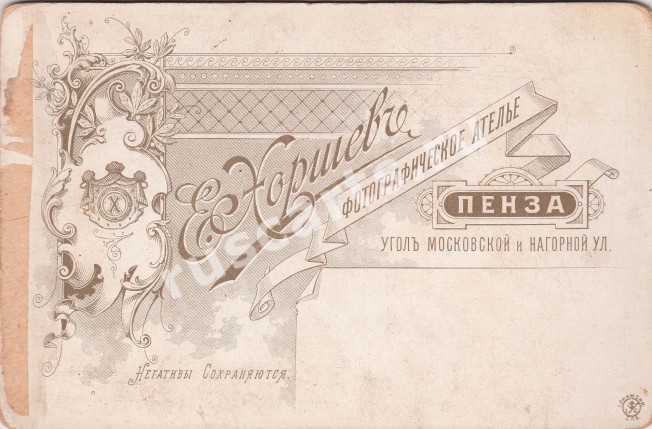 Е. Хоршевъ
ФОТОГРАФИЧЕСКОЕ АТЕЛЬЕ
ПЕНЗА
УГОЛЪ МОСКОВСКОЙ и НАГОРНОЙ УЛ.
Негативы Сохраняются.